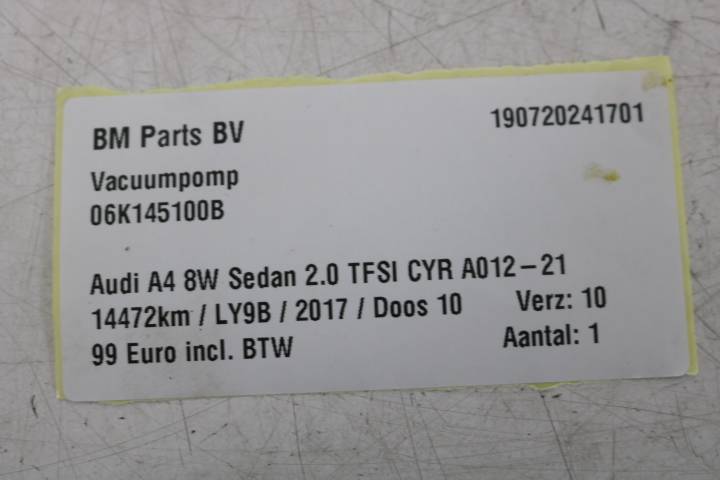 BM Parts BV 190720241701
Vacuumpomp
06K145100B
Audi A4 8W Sedan 2.0 TFSI CYR A012-21
14472km / LY9B / 2017 / Doos 10 Verz: 10
99 Euro incl. BTW Aantal: 1